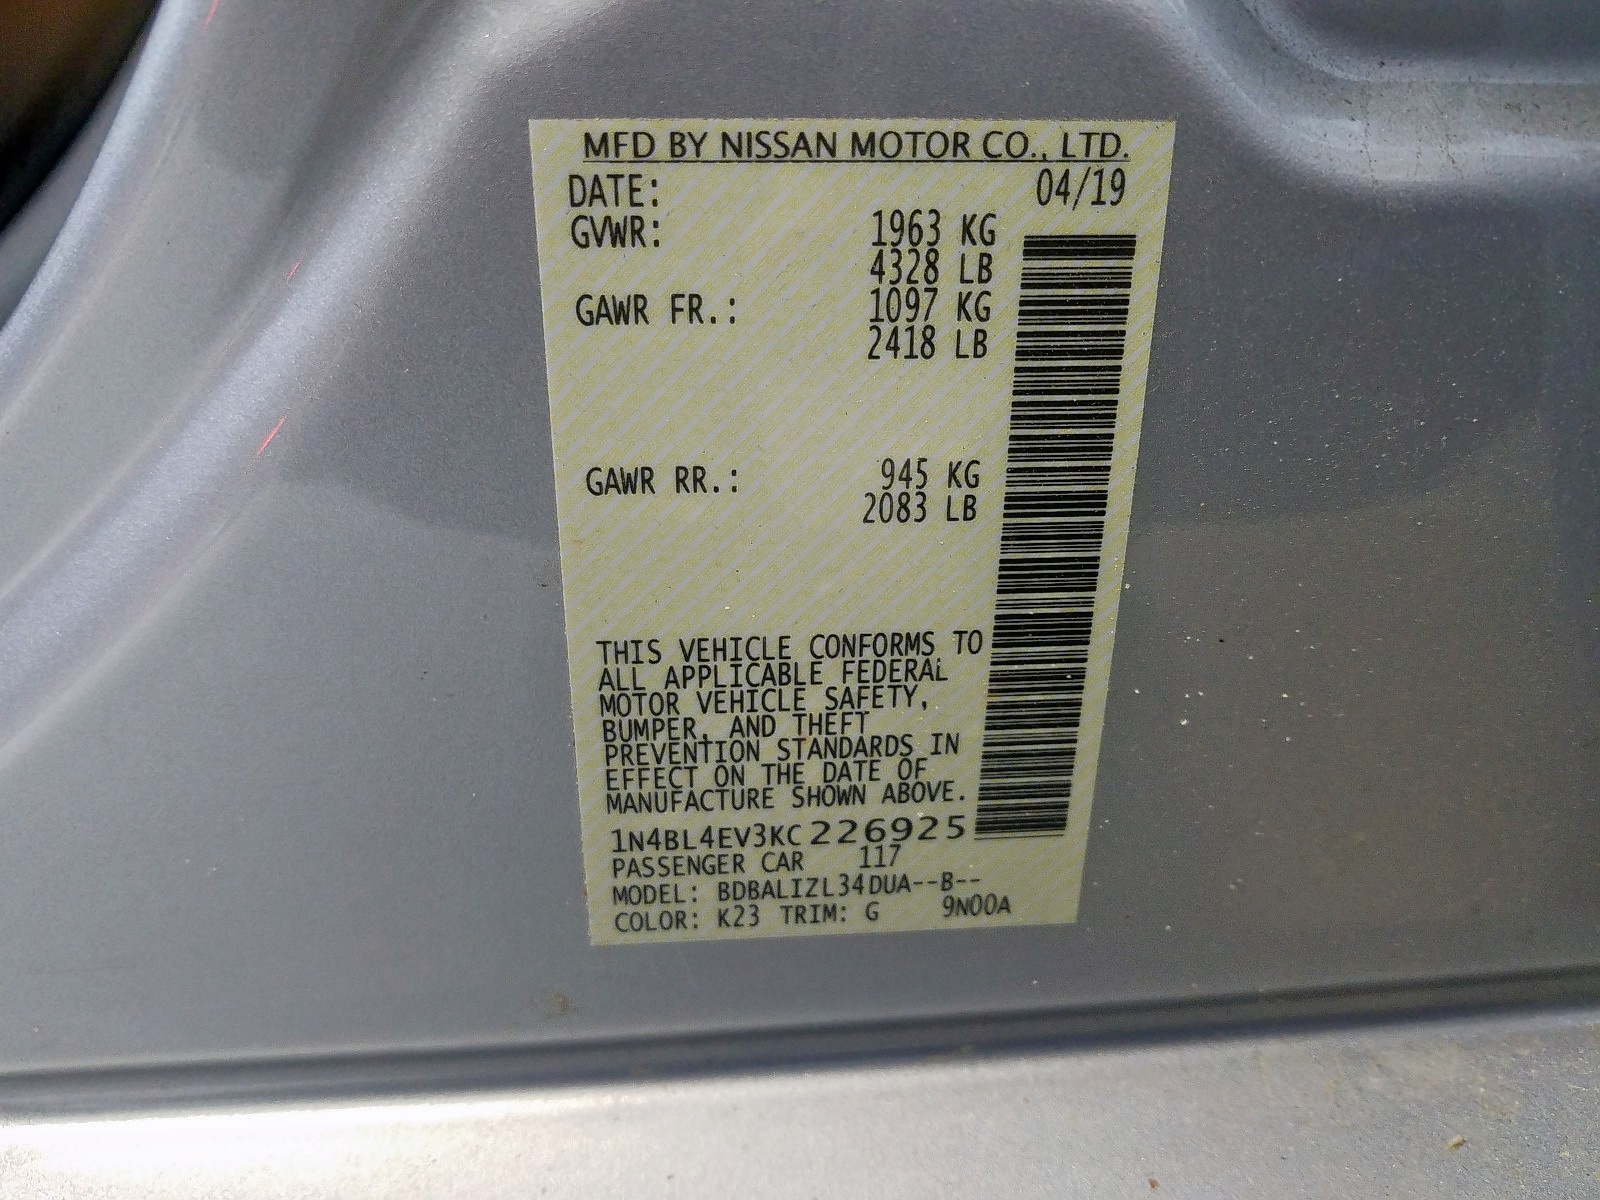 MFD BY NISSAN MOTOR CO., LTD.
DATE: 04/19
GVWR: 1963 KG
4328 LB
GAWR FR.: 1097 KG
2418 LB
GAWR RR.: 945 KG
2083 LB
THIS VEHICLE CONFORMS TO
ALL APPLICABLE FEDERAL
MOTOR VEHICLE SAFETY,
BUMPER, AND THEFT
PREVENTION STANDARDS IN
EFFECT ON THE DATE OF
MANUFACTURE SHOWN ABOVE.
1N4BL4EV3KC226925
PASSENGER CAR 117
MODEL: BDBALIZL34DUA--B--
COLOR: K23 TRIM: G 9N00A